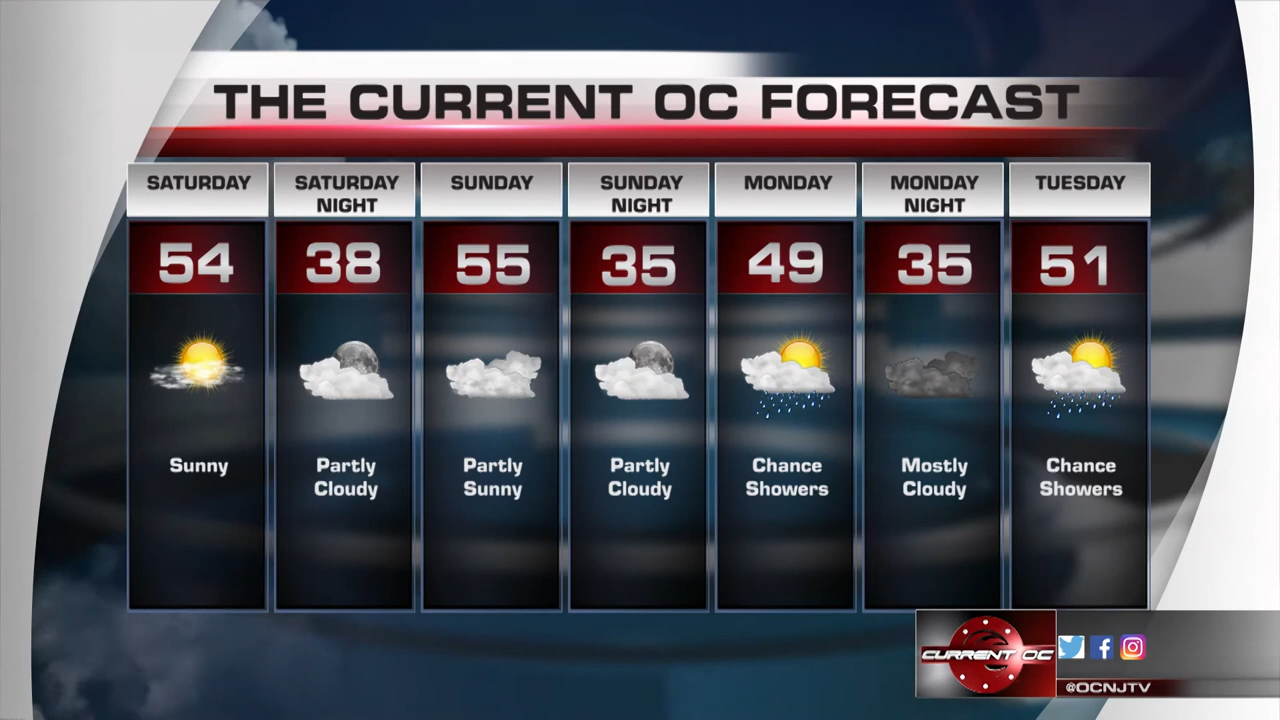 THE CURRENT OC FORECAST
SATURDAY
SATURDAY
NIGHT
SUNDAY
SUNDAY
NIGHT
MONDAY
MONDAY
NIGHT
TUESDAY
54
38
55
35
49
35
51
Sunny
Partly
Cloudy
Partly
Sunny
Partly
Cloudy
Chance
Showers
Mostly
Cloudy
Chance
Showers
CURRENT OC
@OCNJTV